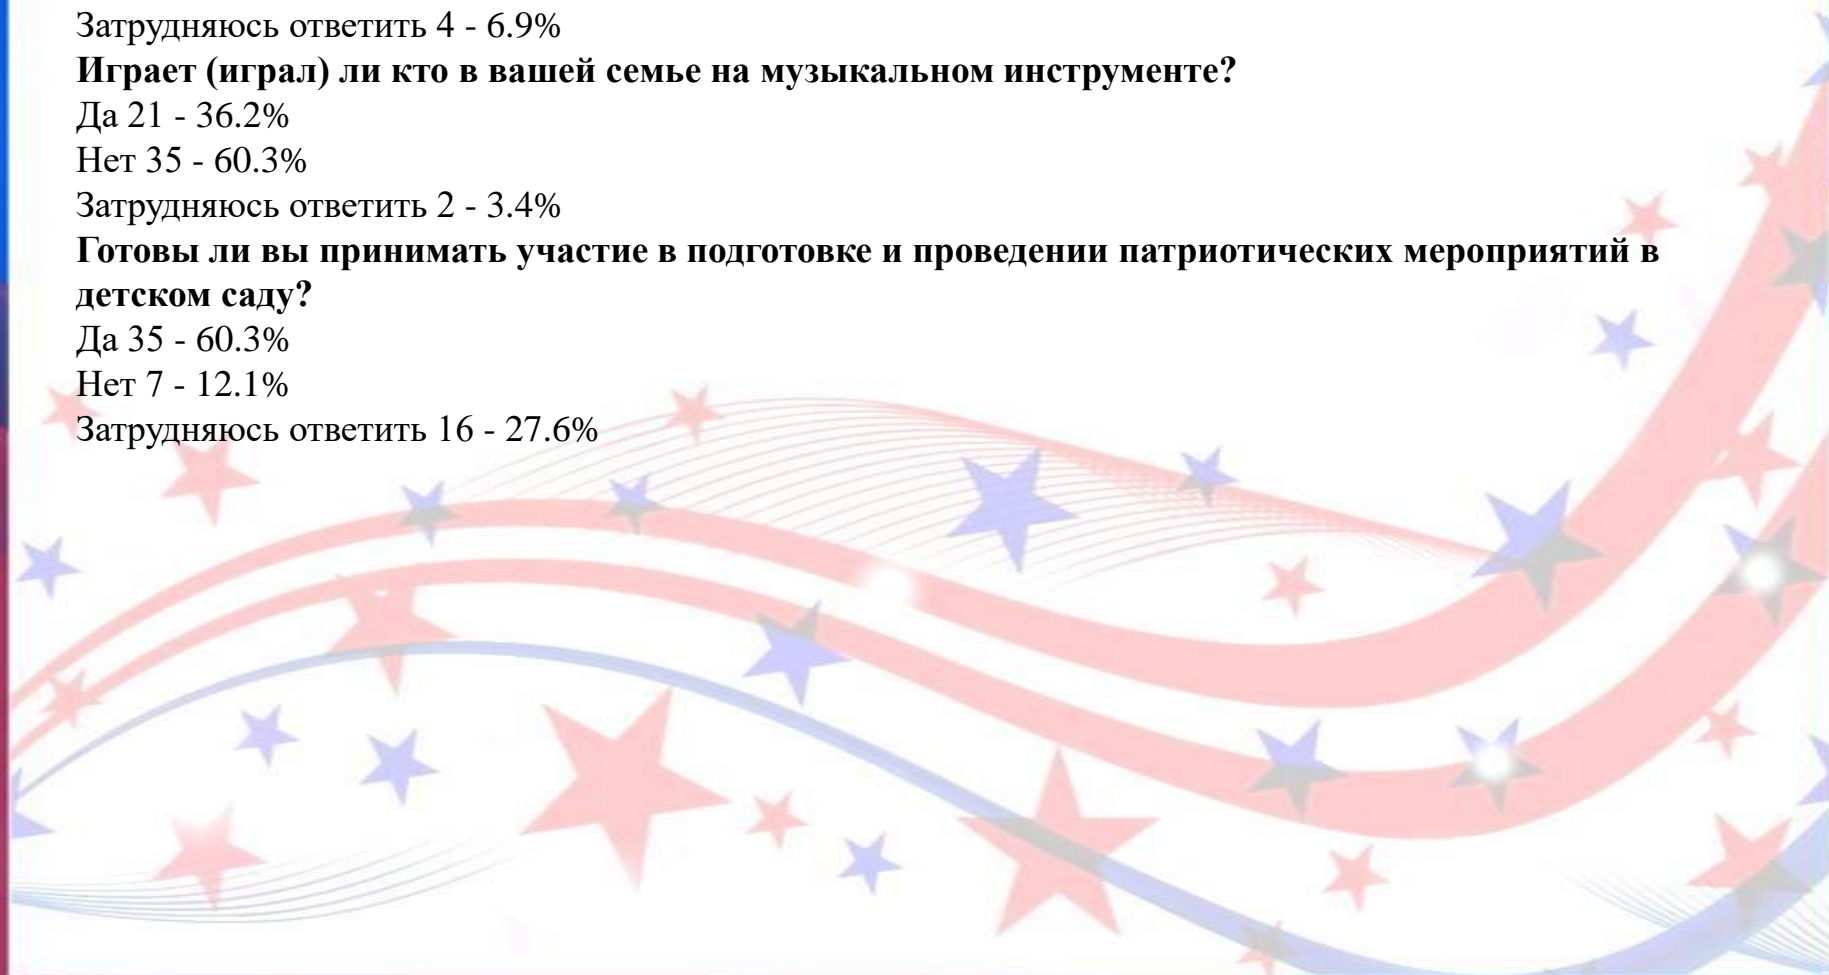 Затрудняюсь ответить 4 - 6.9%
Играет (играл) ли кто в вашей семье на музыкальном инструменте?
Да 21 - 36.2%
Нет 35 - 60.3%
Затрудняюсь ответить 2 - 3.4%
Готовы ли вы принимать участие в подготовке и проведении патриотических мероприятий в
детском саду?
Да 35 - 60.3%
Нет 7 - 12.1%
Затрудняюсь ответить 16 - 27.6%